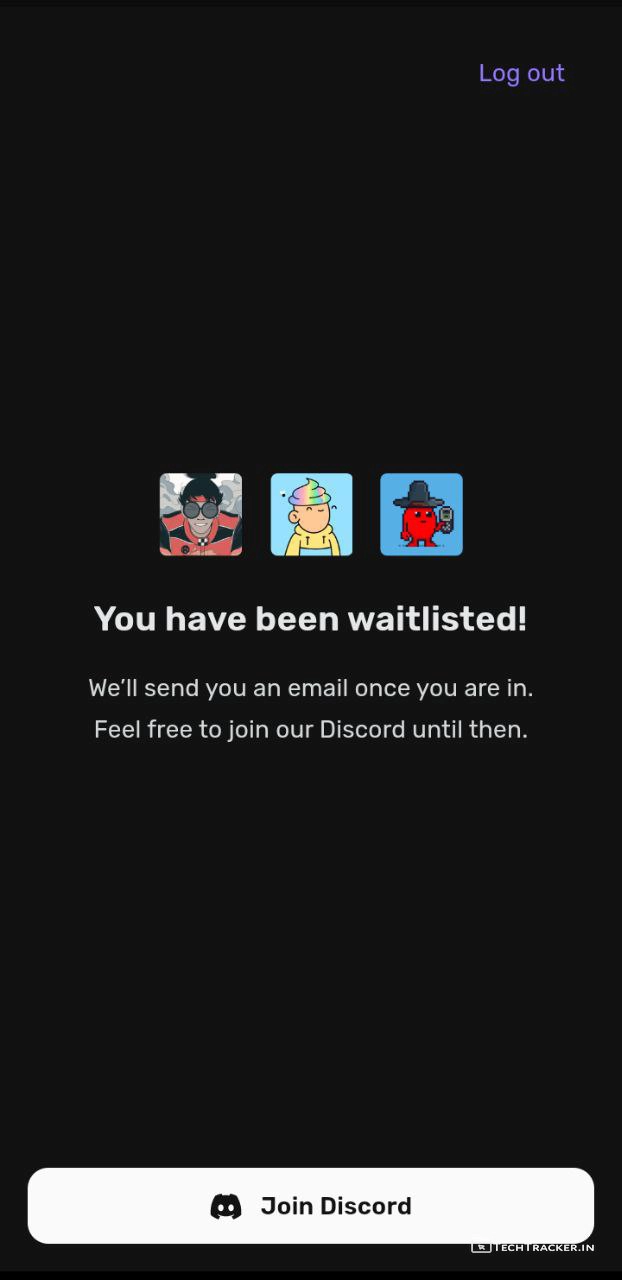 Log out
You have been waitlisted!
We’ll send you an email once you are in.
Feel free to join our Discord until then.
Join Discord
TECHTRACKER.IN